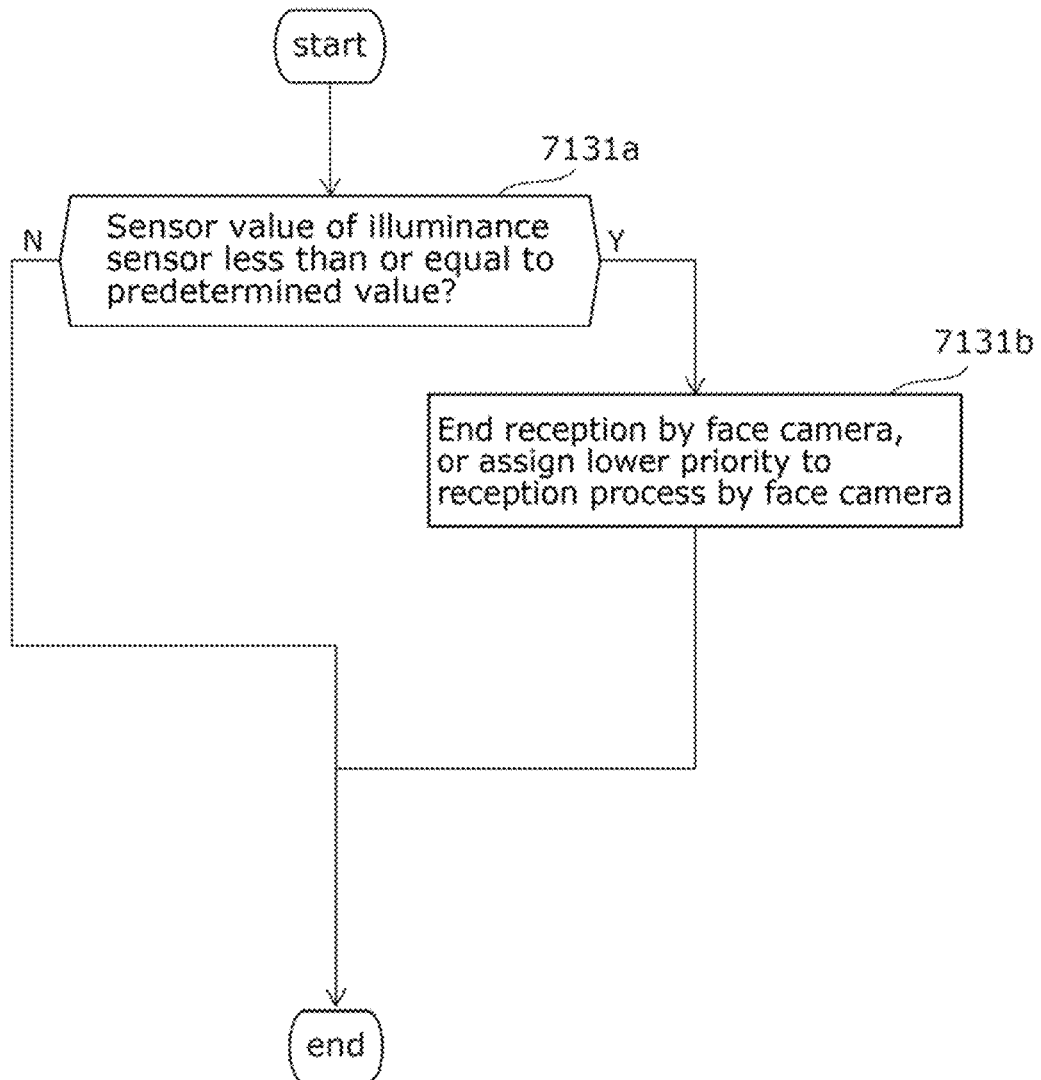 start
7131a
Sensor value of illuminance
sensor less than or equal to
predetermined value?
N
Y
7131b
End reception by face camera,
or assign lower priority to
reception process by face camera
end